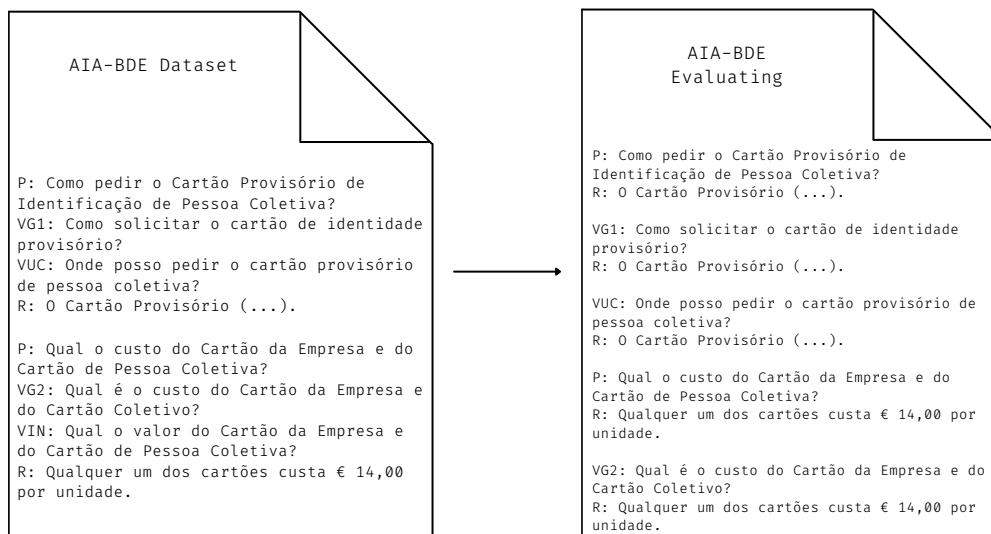 AIA-BDE Dataset
P: Como pedir o Cartão Provisório de
Identificação de Pessoa Coletiva?
VG1: Como solicitar o cartão de identidade
provisório?
VUC: Onde posso pedir o cartão provisório
de pessoa coletiva?
R: O Cartão Provisório (...).
P: Qual o custo do Cartão da Empresa e do
Cartão de Pessoa Coletiva?
VG2: Qual é o custo do Cartão da Empresa e
do Cartão Coletivo?
VIN: Qual o valor do Cartão da Empresa e
do Cartão de Pessoa Coletiva?
R: Qualquer um dos cartões custa € 14,00
por unidade.
AIA-BDE
Evaluating
P: Como pedir o Cartão Provisório de
Identificação de Pessoa Coletiva?
R: O Cartão Provisório (...).
VG1: Como solicitar o cartão de identidade
provisório?
R: O Cartão Provisório (...).
VUC: Onde posso pedir o cartão provisório de
pessoa coletiva?
R: O Cartão Provisório (...).
P: Qual o custo do Cartão da Empresa e do
Cartão de Pessoa Coletiva?
R: Qualquer um dos cartões custa € 14,00 por
unidade.
VG2: Qual é o custo do Cartão da Empresa e do
Cartão Coletivo?
R: Qualquer um dos cartões custa € 14,00 por
unidade.